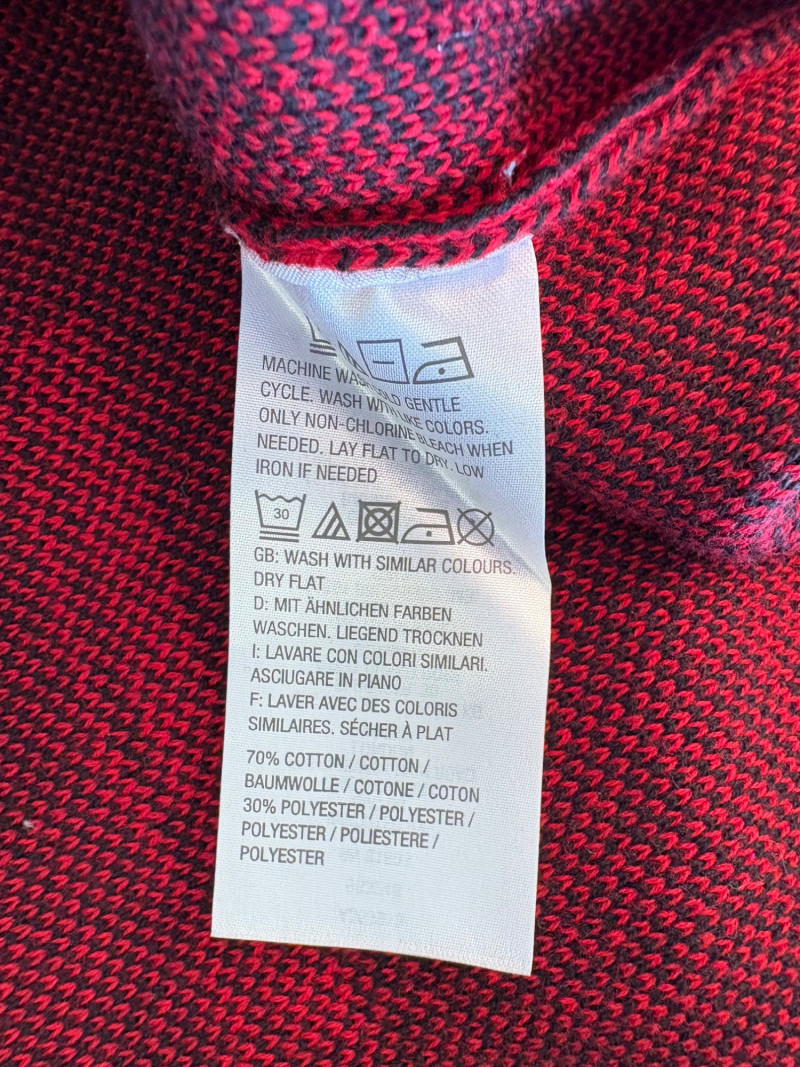 MACHINE WASH COLD GENTLE
CYCLE. WASH WITH LIKE COLORS.
ONLY NON-CHLORINE BLEACH WHEN
NEEDED. LAY FLAT TO DRY. LOW
IRON IF NEEDED
30
GB: WASH WITH SIMILAR COLOURS.
DRY FLAT
D: MIT ÄHNLICHEN FARBEN
WASCHEN. LIEGEND TROCKNEN
I: LAVARE CON COLORI SIMILARI.
ASCIUGARE IN PIANO
F: LAVER AVEC DES COLORIS
SIMILAIRES. SÉCHER À PLAT
70% COTTON / COTTON /
BAUMWOLLE / COTONE / COTON
30% POLYESTER / POLYESTER /
POLYESTER / POLIESTERE /
POLYESTER